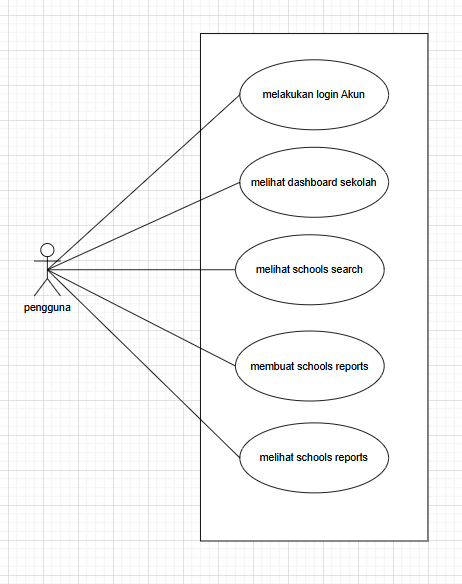 melakukan login Akun
melihat dashboard sekolah
melihat schools search
pengguna
membuat schools reports
melihat schools reports